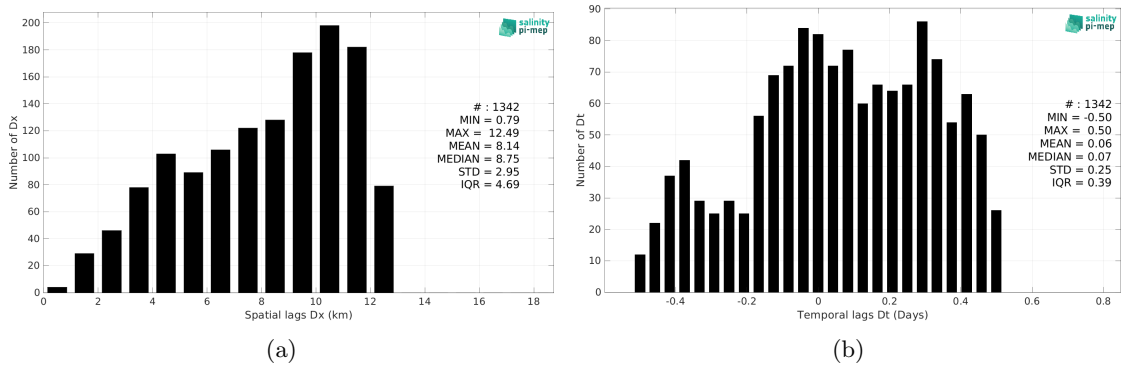 200
180
160
140
120
100
80
60
40
20
0
Number of Dx
0 2 4 6 8 10 12 14 16 18
Spatial lags Dx (km)
salinity
pi-mep
# : 1342
MIN = 0.79
MAX = 12.49
MEAN = 8.14
MEDIAN = 8.75
STD = 2.95
IQR = 4.69
(a)
90
80
70
60
50
40
30
20
10
0
Number of Dt
-0.4 -0.2 0 0.2 0.4 0.6 0.8
Temporal lags Dt (Days)
salinity
pi-mep
# : 1342
MIN = -0.50
MAX = 0.50
MEAN = 0.06
MEDIAN = 0.07
STD = 0.25
IQR = 0.39
(b)